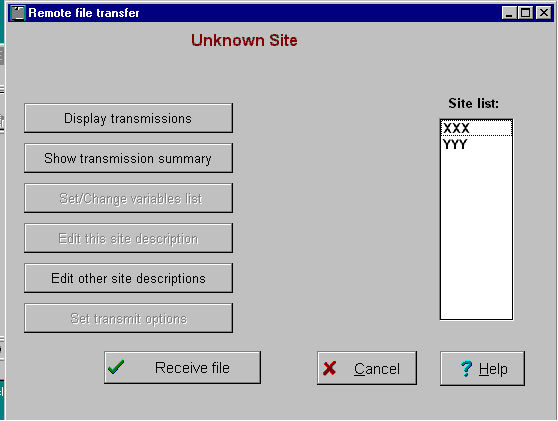 Remote file transfer
Unknown Site
Site list:
XXX
YYY
Display transmissions
Show transmission summary
Set/Change variables list
Edit this site description
Edit other site descriptions
Set transmit options
Receive file
Cancel
? Help